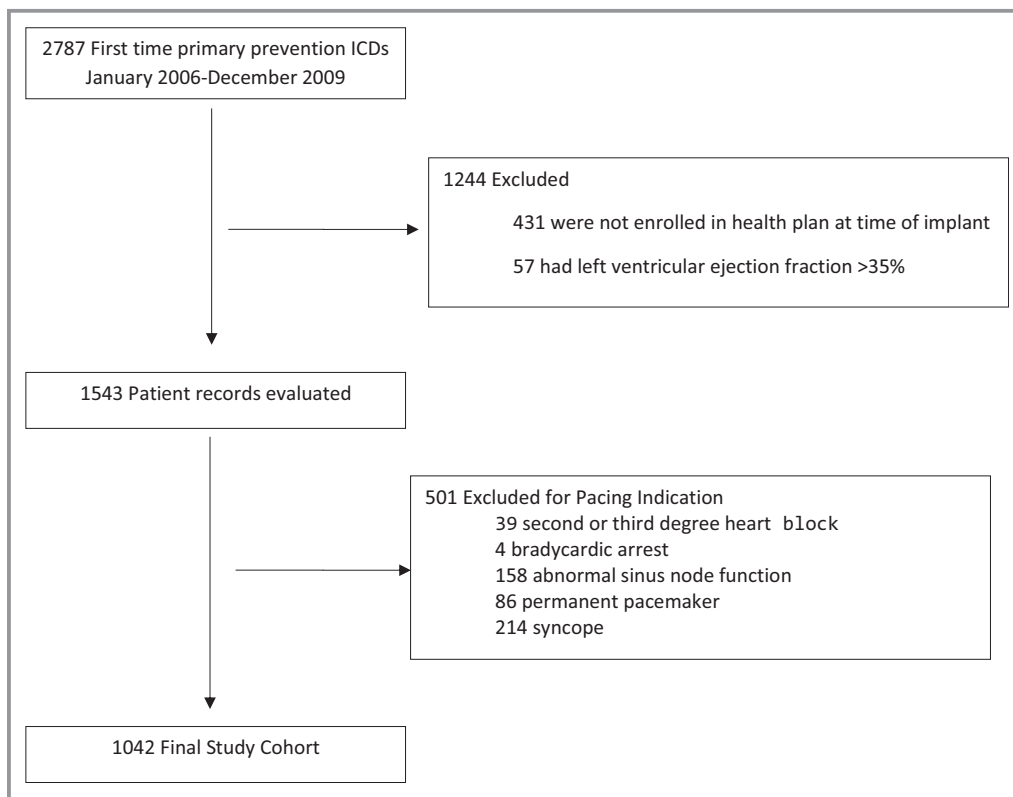 2787 First time primary prevention ICDs
January 2006-December 2009
1244 Excluded
431 were not enrolled in health plan at time of implant
57 had left ventricular ejection fraction >35%
1543 Patient records evaluated
501 Excluded for Pacing Indication
39 second or third degree heart block
4 bradycardic arrest
158 abnormal sinus node function
86 permanent pacemaker
214 syncope
1042 Final Study Cohort